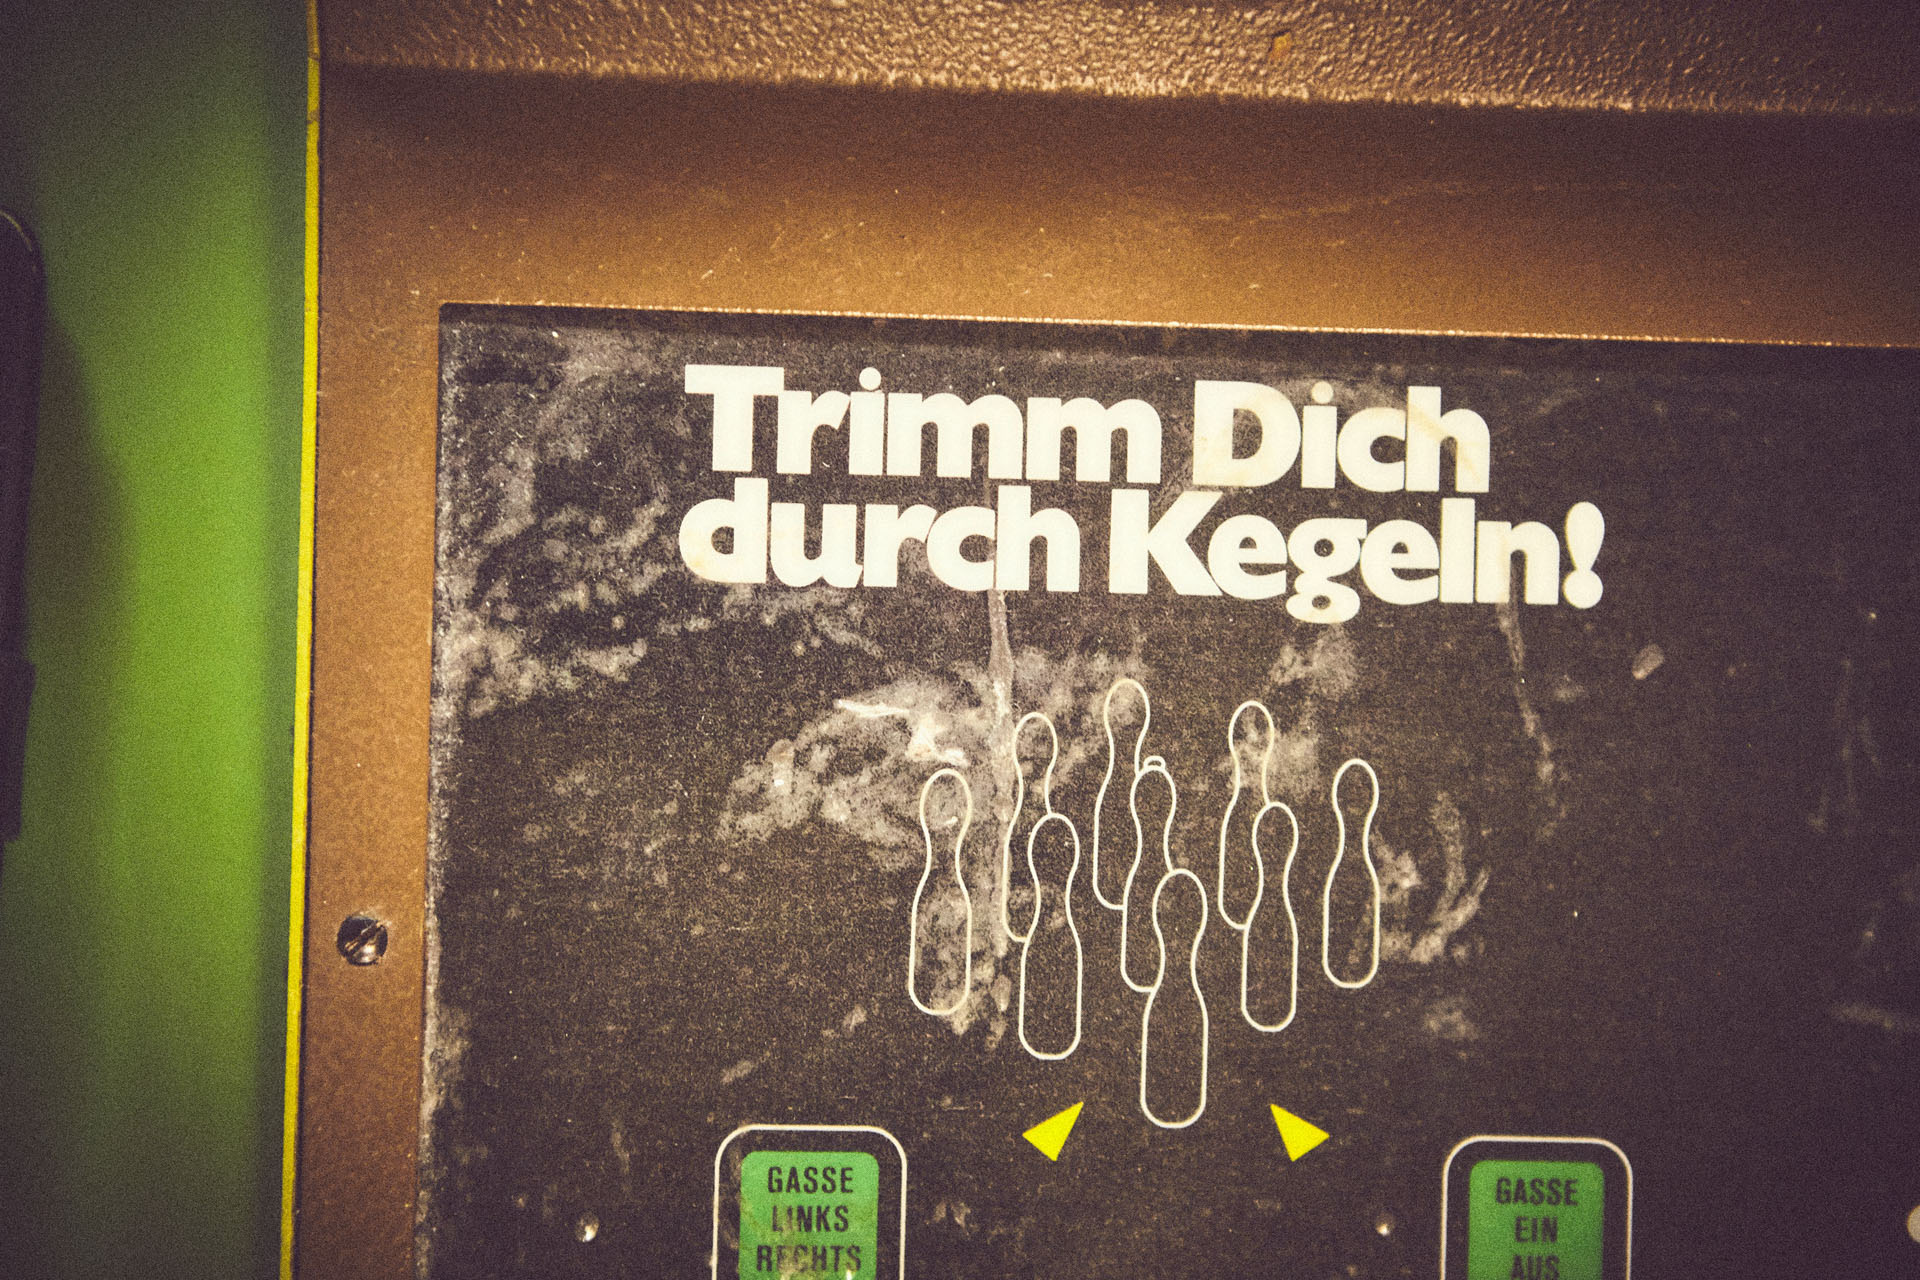 Trimm Dich
durch Kegeln!
GASSE
LINKS
RECHTS
GASSE
EIN
AUS